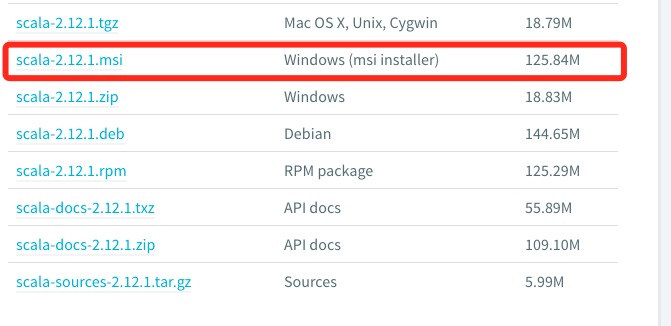 scala-2.12.1.tgz Mac OS X, Unix, Cygwin 18.79M
scala-2.12.1.msi Windows (msi installer) 125.84M
scala-2.12.1.zip Windows 18.83M
scala-2.12.1.deb Debian 144.65M
scala-2.12.1.rpm RPM package 125.29M
scala-docs-2.12.1.txz API docs 55.89M
scala-docs-2.12.1.zip API docs 109.10M
scala-sources-2.12.1.tar.gz Sources 5.99M